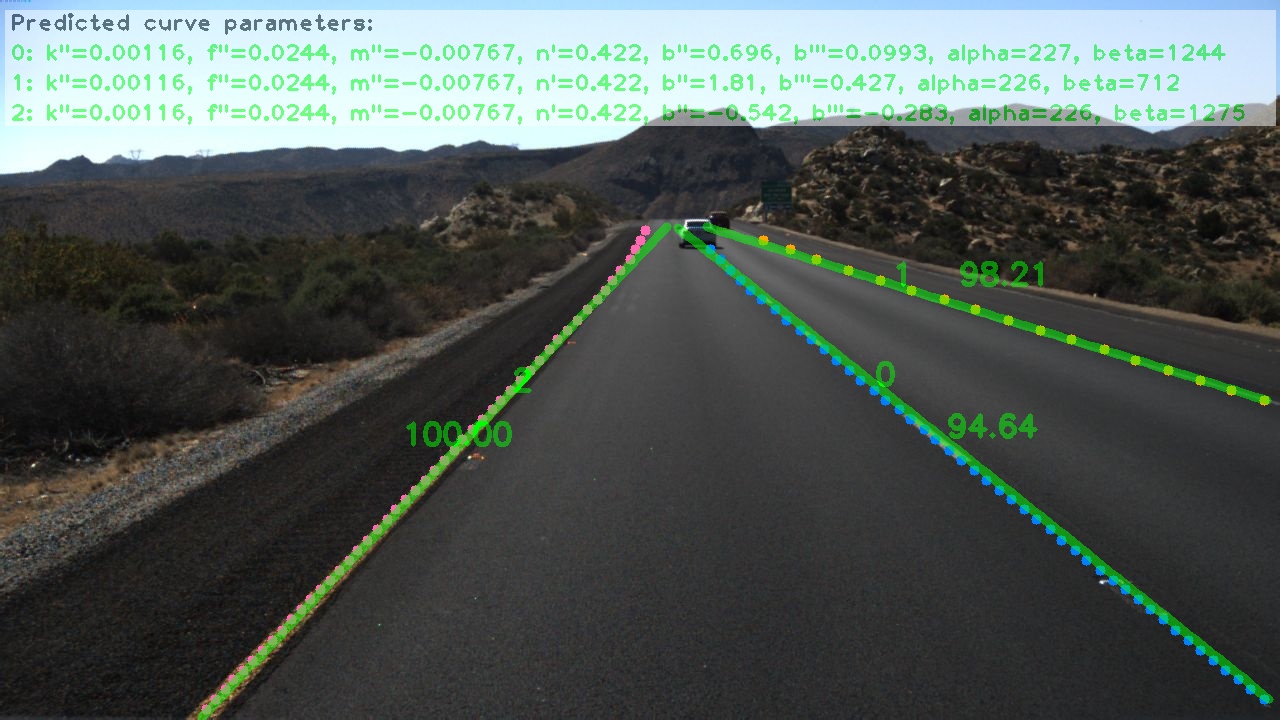 Predicted curve parameters:
0: k''=0.00116, f''=0.0244, m''=-0.00767, n'=0.422, b''=0.696, b'''=0.0993, alpha=227, beta=1244
1: k''=0.00116, f''=0.0244, m''=-0.00767, n'=0.422, b''=1.81, b'''=0.427, alpha=226, beta=712
2: k''=0.00116, f''=0.0244, m''=-0.00767, n'=0.422, b''=-0.542, b'''=-0.283, alpha=226, beta=1275
1 98.21
2 0
100.00 94.64